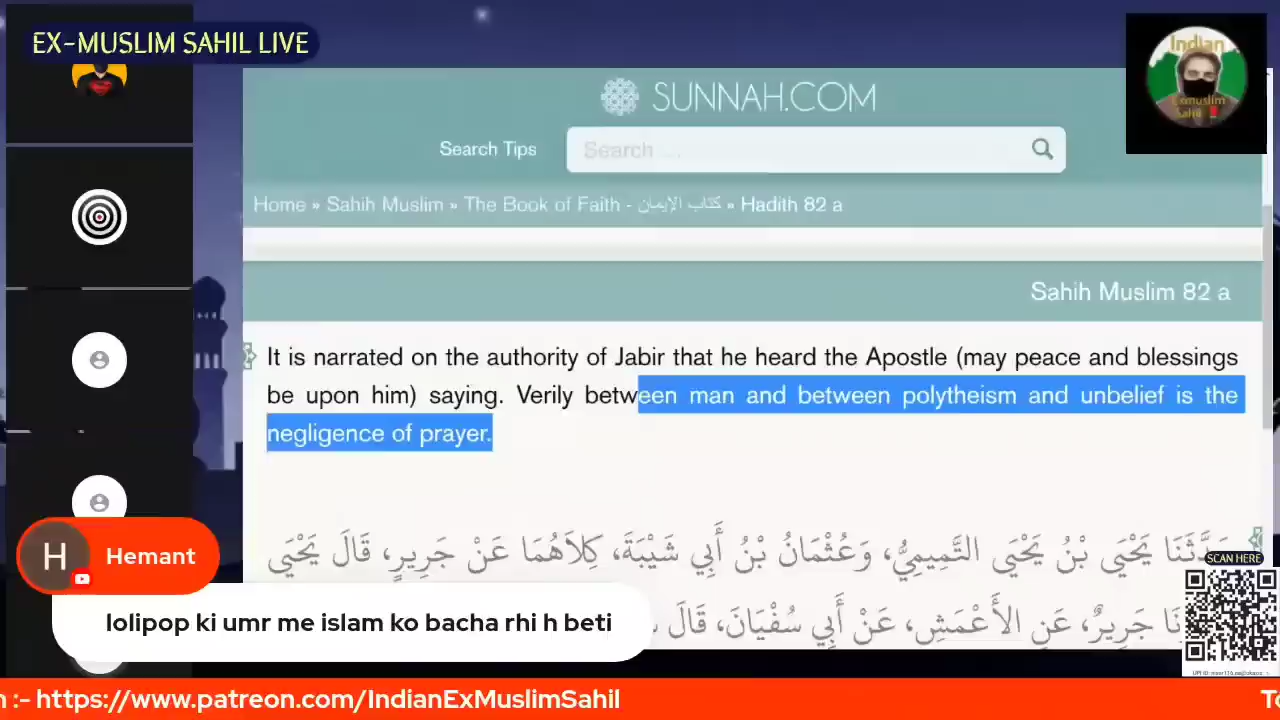 EX-MUSLIM SAHIL LIVE
Indian
Exmuslim
Sahil
SUNNAH.COM
Search Tips
Search ...
Home » Sahih Muslim » The Book of Faith - كتاب الإيمان » Hadith 82 a
Sahih Muslim 82 a
It is narrated on the authority of Jabir that he heard the Apostle (may peace and blessings
be upon him) saying. Verily between man and between polytheism and unbelief is the
negligence of prayer.
حَدَّثَنَا يَحْيَى بْنُ يَحْيَى التَّمِيمِيُّ، وَعُثْمَانُ بْنُ أَبِي شَيْبَةَ، كِلاَهُمَا عَنْ جَرِيرٍ، قَالَ يَحْيَى
جَرِيرٌ، عَنِ الأَعْمَشِ، عَنْ أَبِي سُفْيَانَ، قَالَ
SCAN HERE
H
Hemant
lolipop ki umr me islam ko bacha rhi h beti
:- https://www.patreon.com/IndianExMuslimSahil